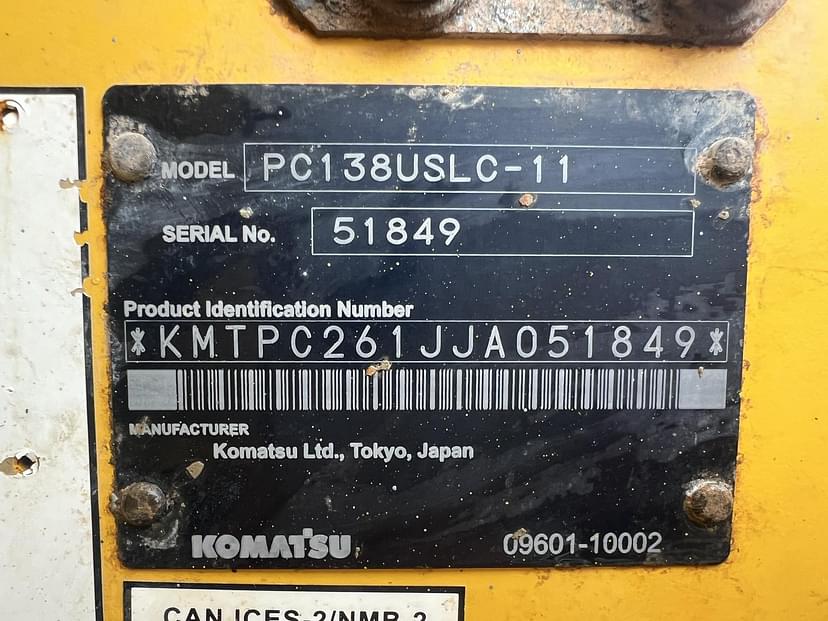 MODEL PC138USLC-11
SERIAL No. 51849
Product Identification Number
*KMTPC261JJA051849*
MANUFACTURER
Komatsu Ltd., Tokyo, Japan
KOMATSU 09601-10002
CAN ICES-2/NMB-2